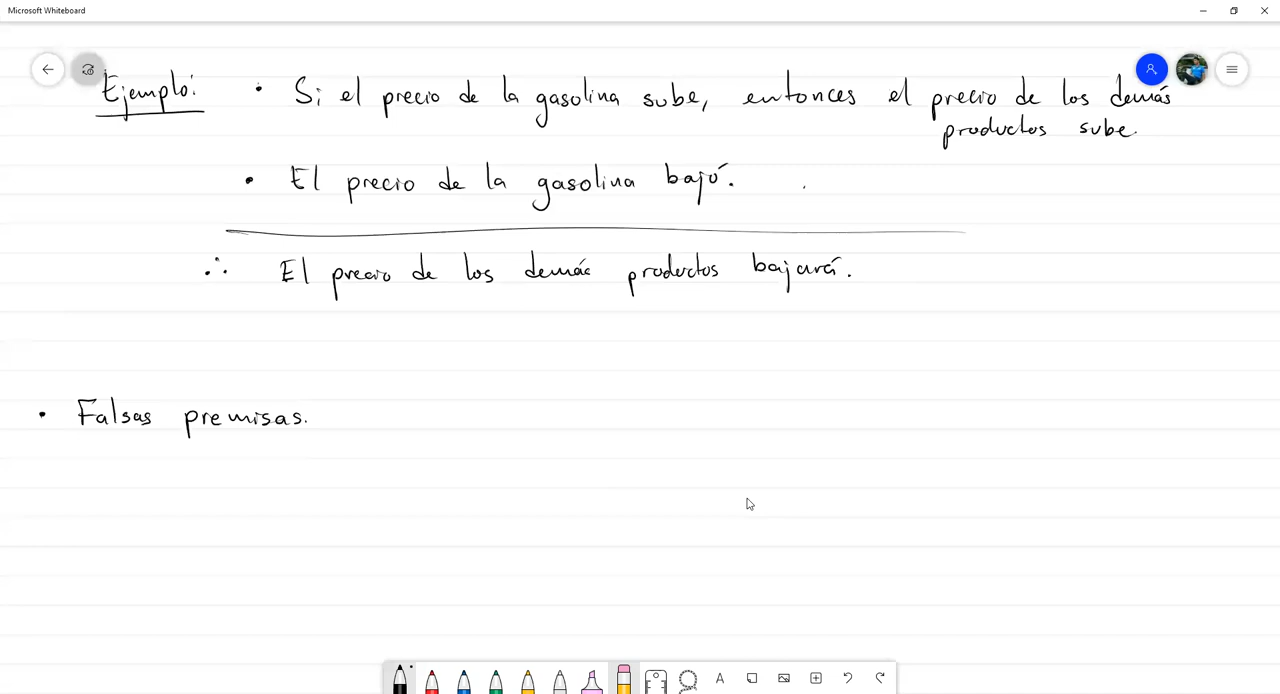 Microsoft Whiteboard
Ejemplo: • Si el precio de la gasolina sube, entonces el precio de los demás
productos sube.
• El precio de la gasolina bajó.
∴ El precio de los demás productos bajará.
• Falsas premisas.
A